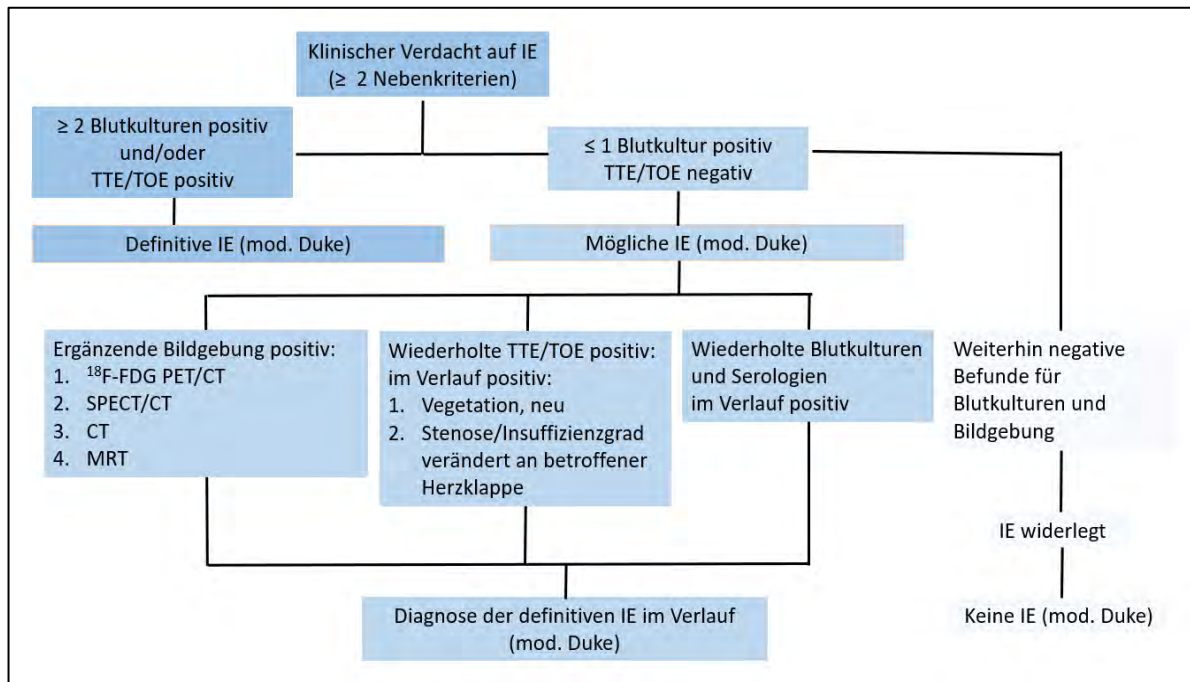 Klinischer Verdacht auf IE
(≥ 2 Nebenkriterien)
≥ 2 Blutkulturen positiv
und/oder
TTE/TOE positiv
≤ 1 Blutkultur positiv
TTE/TOE negativ
Definitive IE (mod. Duke)
Mögliche IE (mod. Duke)
Ergänzende Bildgebung positiv:
1. ¹⁸F-FDG PET/CT
2. SPECT/CT
3. CT
4. MRT
Wiederholte TTE/TOE positiv:
im Verlauf positiv:
1. Vegetation, neu
2. Stenose/Insuffizienzgrad
verändert an betroffener
Herzklappe
Wiederholte Blutkulturen
und Serologien
im Verlauf positiv
Weiterhin negative
Befunde für
Blutkulturen und
Bildgebung
IE widerlegt
Diagnose der definitiven IE im Verlauf
(mod. Duke)
Keine IE (mod. Duke)